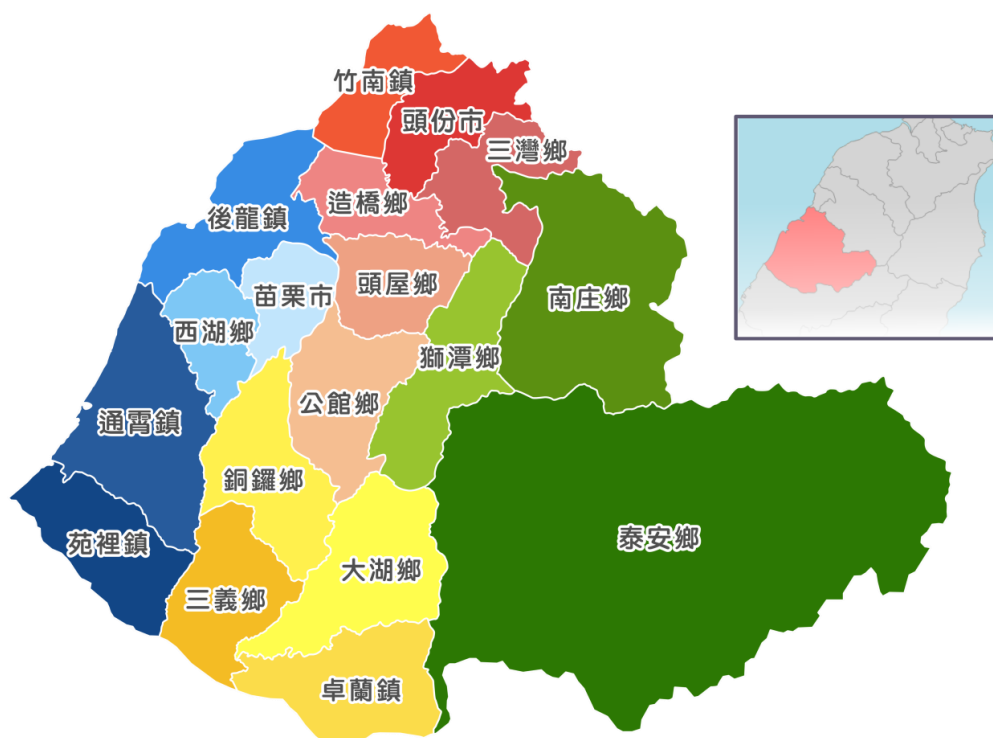 竹南鎮
頭份市
三灣鄉
造橋鄉
後龍鎮
頭屋鄉
苗栗市
南庄鄉
西湖鄉
獅潭鄉
公館鄉
通霄鎮
銅鑼鄉
苑裡鎮
泰安鄉
大湖鄉
三義鄉
卓蘭鎮